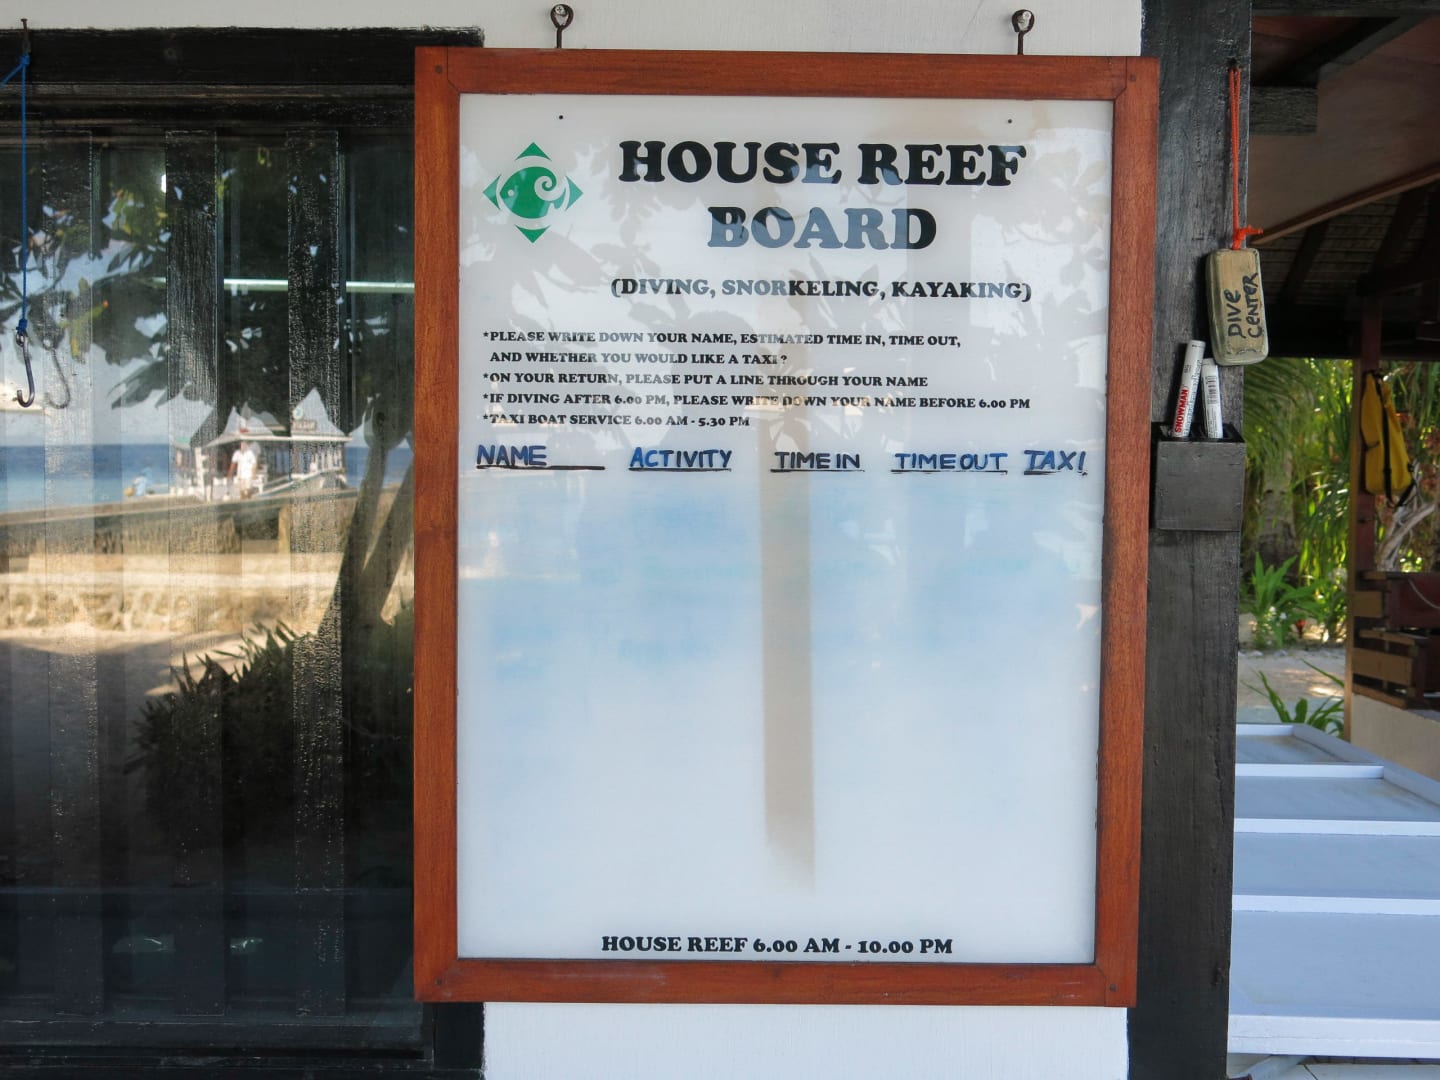 HOUSE REEF
BOARD
(DIVING, SNORKELING, KAYAKING)
*PLEASE WRITE DOWN YOUR NAME, ESTIMATED TIME IN, TIME OUT,
AND WHETHER YOU WOULD LIKE A TAXI ?
*ON YOUR RETURN, PLEASE PUT A LINE THROUGH YOUR NAME
*IF DIVING AFTER 6.00 PM, PLEASE WRITE DOWN YOUR NAME BEFORE 6.00 PM
*TAXI BOAT SERVICE 6.00 AM - 5.30 PM
NAME ACTIVITY TIME IN TIME OUT TAXI
HOUSE REEF 6.00 AM - 10.00 PM
DIVE
CENTER
SNOWMAN